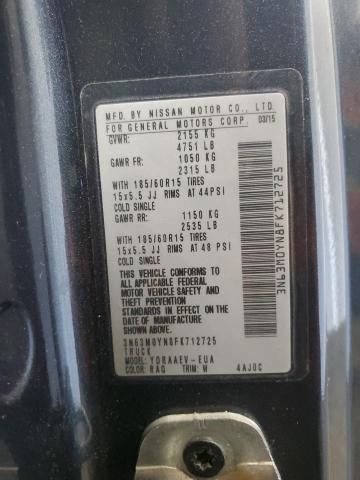 MFD. BY NISSAN MOTOR CO., LTD.
FOR GENERAL MOTORS CORP. 03/15
GVWR: 2155 KG
4751 LB
GAWR FR: 1050 KG
2315 LB
WITH 185/60R15 TIRES
15x5.5 JJ RIMS AT 44PSI
COLD SINGLE
GAWR RR: 1150 KG
2535 LB
WITH 185/60R15 TIRES
15x5.5 JJ RIMS AT 48 PSI
COLD SINGLE
THIS VEHICLE CONFORMS TO
ALL APPLICABLE FEDERAL
MOTOR VEHICLE SAFETY AND
THEFT PREVENTION STANDARDS
IN EFFECT ON THE DATE OF
MANUFACTURE SHOWN ABOVE.
3N63M0YN8FK712725
TRUCK
MODEL: YDRAAEV-EUA
COLOR: RAQ TRIM: W 4AJ0C
3N63M0YN8FK712725